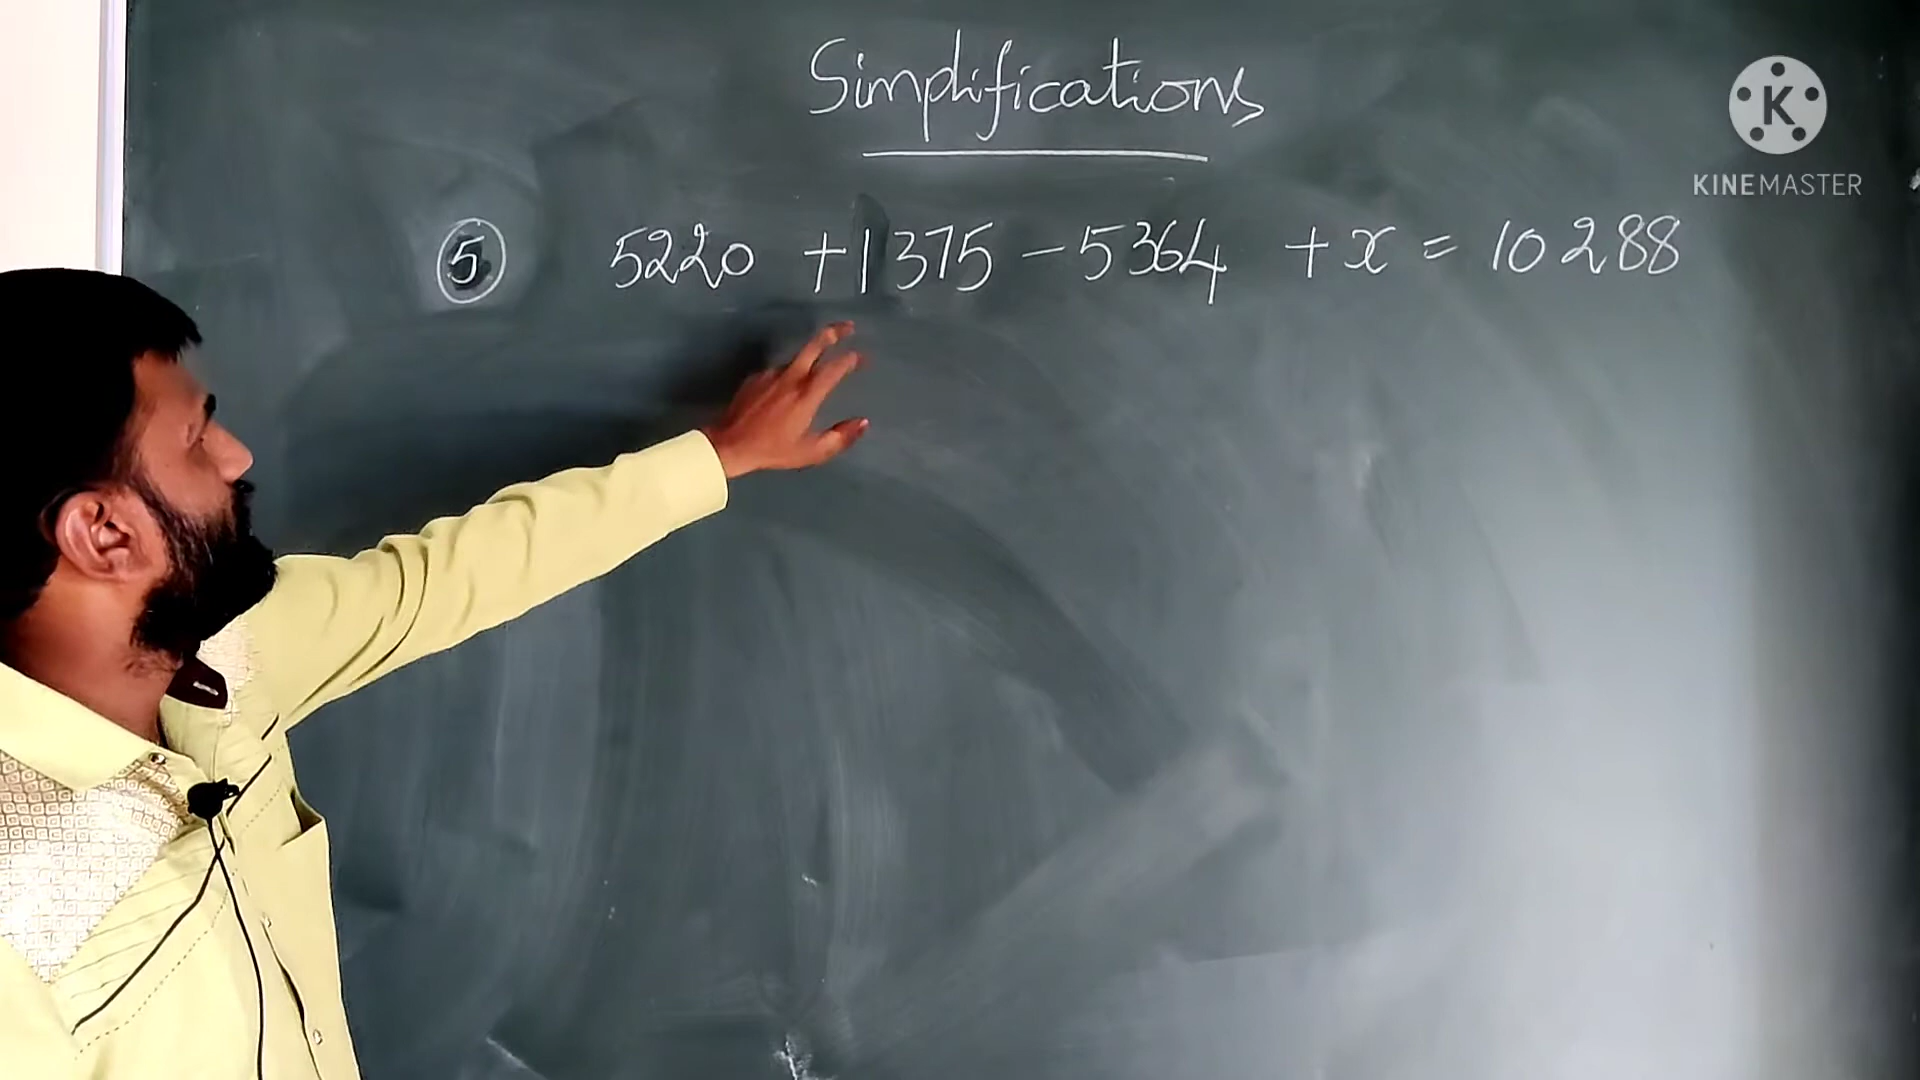 Simplifications
K
KINEMASTER
5 5220 +1375 - 5364 + x = 10288